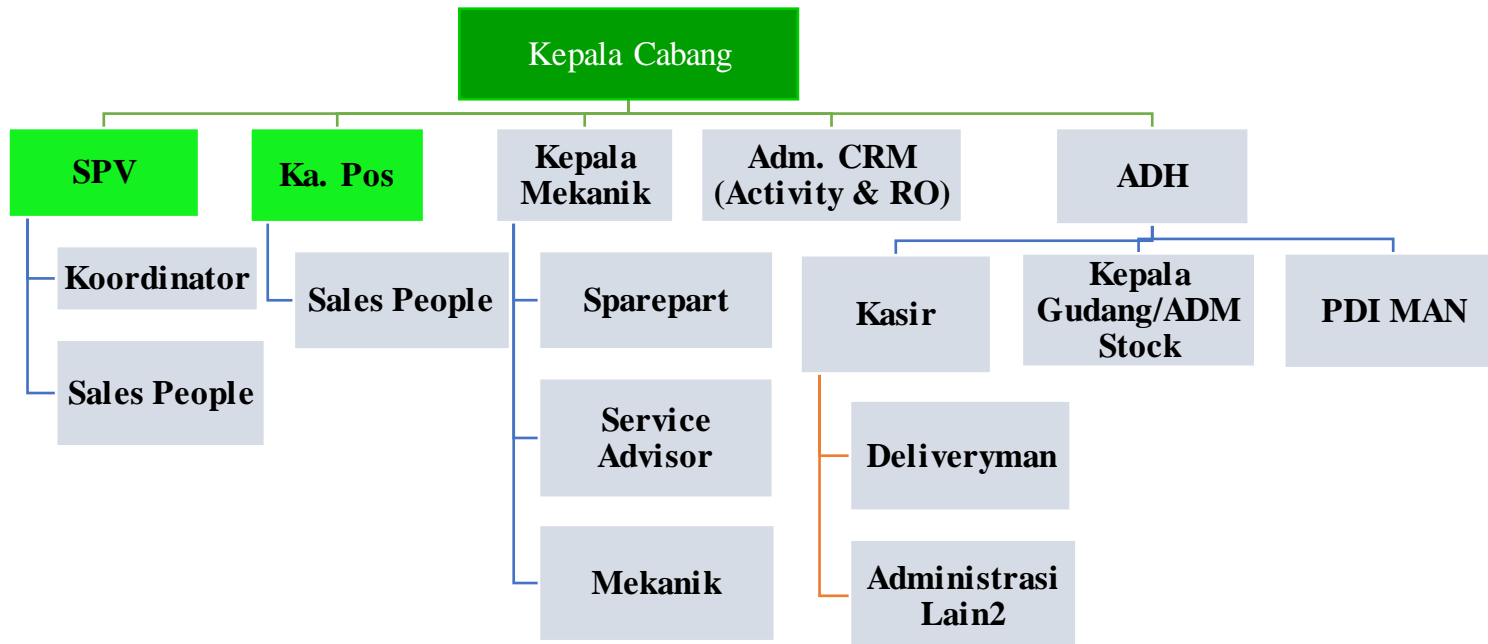 Kepala Cabang
SPV
Ka. Pos
Kepala
Mekanik
Adm. CRM
(Activity & RO)
ADH
Koordinator
Sales People
Sales People
Sparepart
Service
Advisor
Mekanik
Kasir
Kepala
Gudang/ADM
Stock
PDI MAN
Deliveryman
Administrasi
Lain2